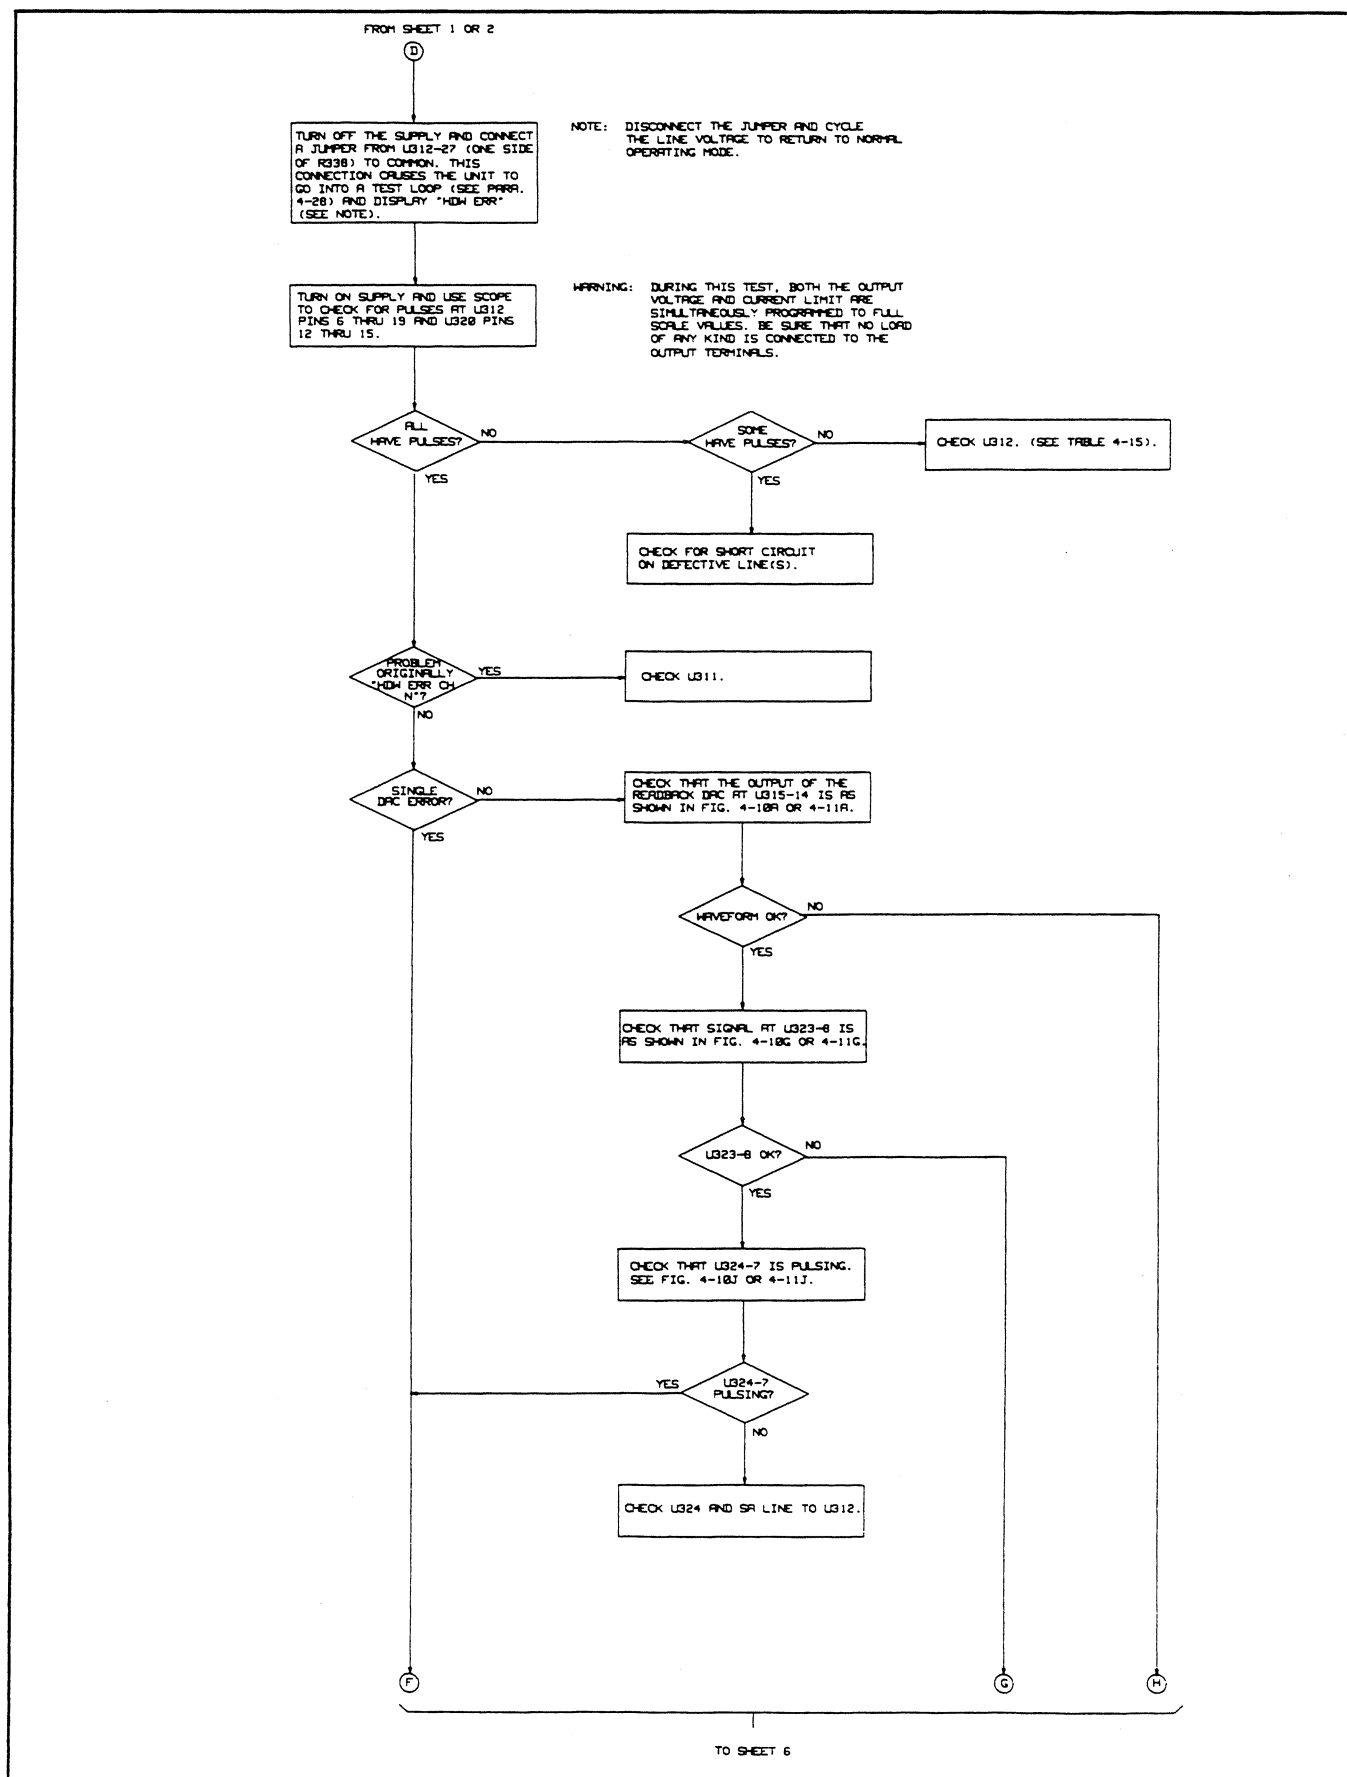 FROM SHEET 1 OR 2
D
TURN OFF THE SUPPLY AND CONNECT
A JUMPER FROM U312-27 (ONE SIDE
OF R338) TO COMMON. THIS
CONNECTION CAUSES THE UNIT TO
GO INTO A TEST LOOP (SEE PARA.
4-28) AND DISPLAY "HDW ERR"
(SEE NOTE).
NOTE: DISCONNECT THE JUMPER AND CYCLE
THE LINE VOLTAGE TO RETURN TO NORMAL
OPERATING MODE.
TURN ON SUPPLY AND USE SCOPE
TO CHECK FOR PULSES AT U312
PINS 6 THRU 19 AND U320 PINS
12 THRU 15.
WARNING: DURING THIS TEST, BOTH THE OUTPUT
VOLTAGE AND CURRENT LIMIT ARE
SIMULTANEOUSLY PROGRAMMED TO FULL
SCALE VALUES. BE SURE THAT NO LOAD
OF ANY KIND IS CONNECTED TO THE
OUTPUT TERMINALS.
ALL
HAVE PULSES?
NO
YES
SOME
HAVE PULSES?
NO
YES
CHECK U312. (SEE TABLE 4-15).
CHECK FOR SHORT CIRCUIT
ON DEFECTIVE LINE(S).
PROBLEM
ORIGINALLY
"HDW ERR CH
N"?
YES
NO
CHECK U311.
SINGLE
DAC ERROR?
NO
YES
CHECK THAT THE OUTPUT OF THE
READBACK DAC AT U315-14 IS AS
SHOWN IN FIG. 4-10A OR 4-11A.
WAVEFORM OK?
NO
YES
CHECK THAT SIGNAL AT U323-8 IS
AS SHOWN IN FIG. 4-10G OR 4-11G.
U323-8 OK?
NO
YES
CHECK THAT U324-7 IS PULSING.
SEE FIG. 4-10J OR 4-11J.
U324-7
PULSING?
YES
NO
CHECK U324 AND SA LINE TO U312.
F
G
H
TO SHEET 6